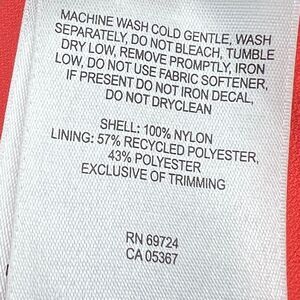 MACHINE WASH COLD GENTLE, WASH
SEPARATELY, DO NOT BLEACH, TUMBLE
DRY LOW, REMOVE PROMPTLY, IRON
LOW, DO NOT USE FABRIC SOFTENER,
IF PRESENT DO NOT IRON DECAL,
DO NOT DRYCLEAN
SHELL: 100% NYLON
LINING: 57% RECYCLED POLYESTER,
43% POLYESTER
EXCLUSIVE OF TRIMMING
RN 69724
CA 05367